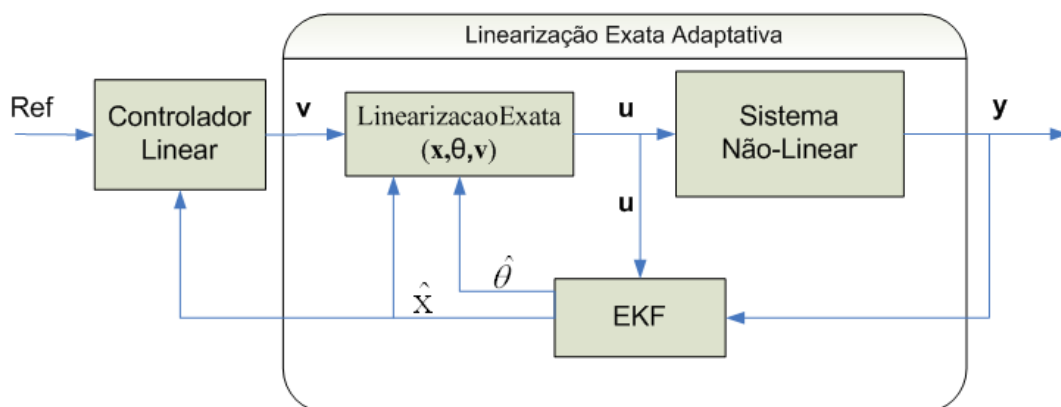 Linearização Exata Adaptativa
Ref
Controlador
Linear
v
LinearizacaoExata
(x,θ,v)
u
Sistema
Não-Linear
y
u
θ̂
x̂
EKF